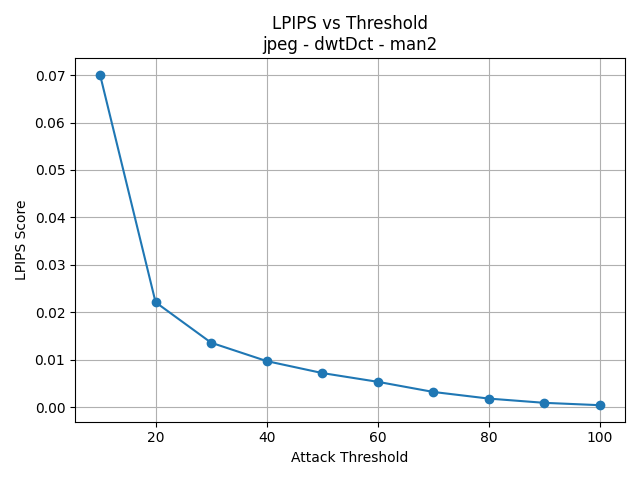 LPIPS vs Threshold
jpeg - dwtDct - man2
0.07
0.06
0.05
0.04
0.03
0.02
0.01
0.00
LPIPS Score
20 40 60 80 100
Attack Threshold